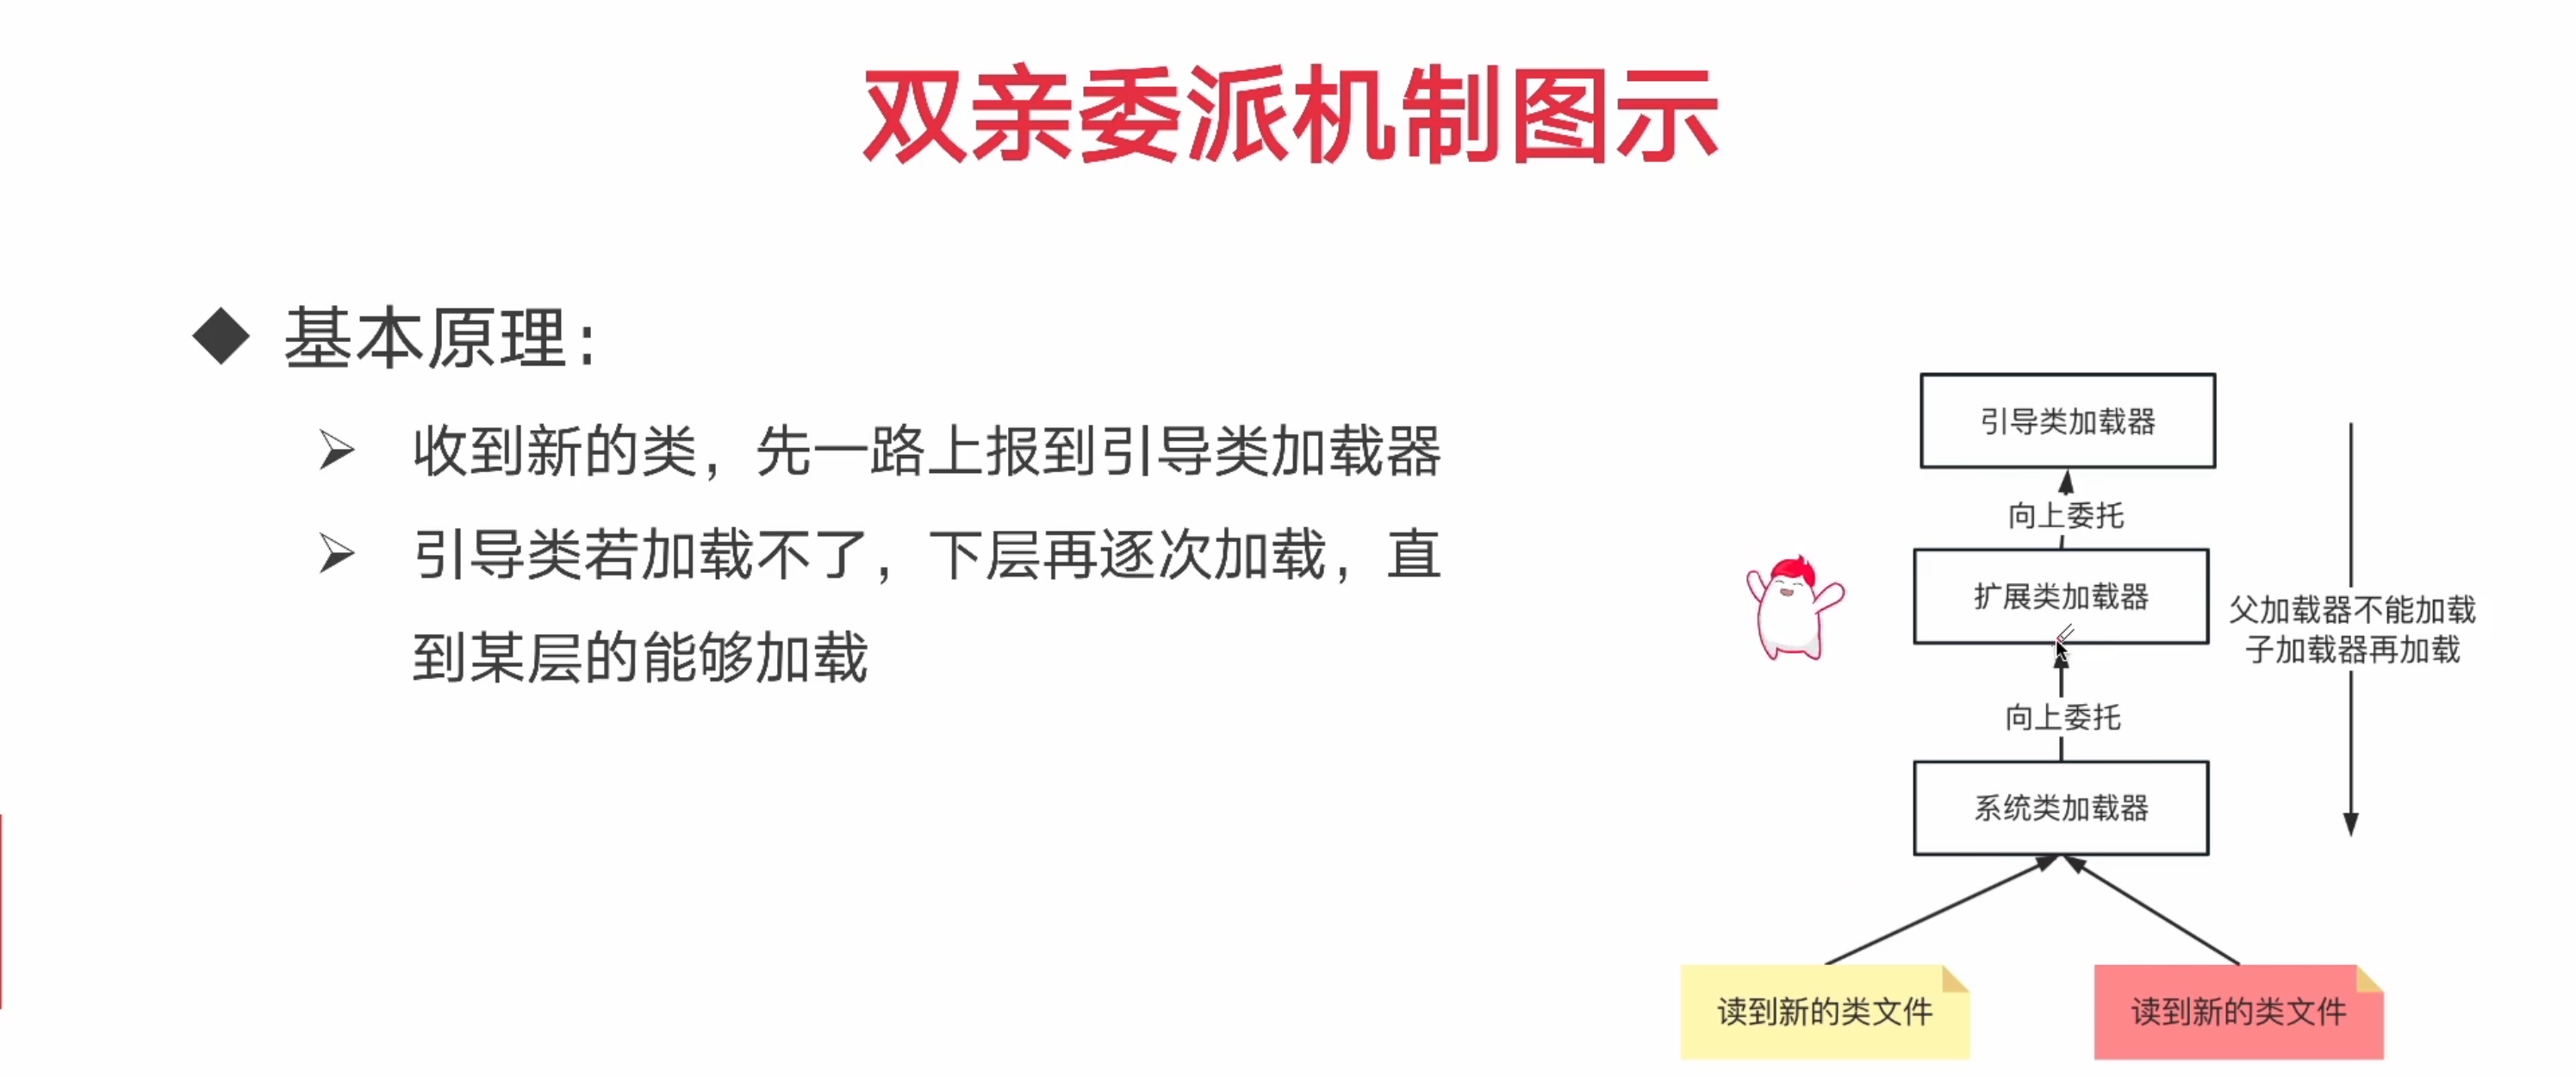 双亲委派机制图示
基本原理：
收到新的类，先一路上报到引导类加载器
引导类若加载不了，下层再逐次加载，直
到某层的能够加载
引导类加载器
向上委托
扩展类加载器
父加载器不能加载
子加载器再加载
向上委托
系统类加载器
读到新的类文件
读到新的类文件